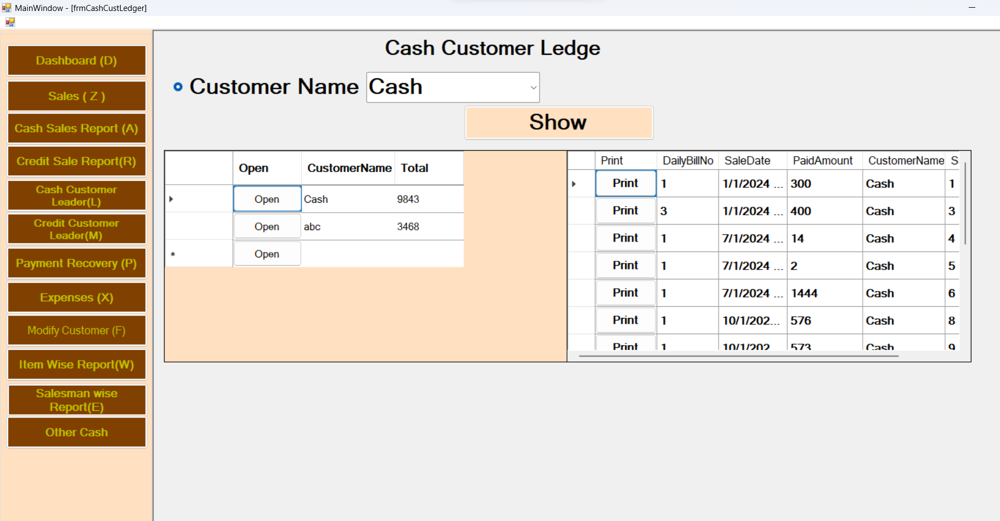 MainWindow - [frmCashCustLedger]
Dashboard (D)
Sales ( Z )
Cash Sales Report (A)
Credit Sale Report(R)
Cash Customer
Leader(L)
Credit Customer
Leader(M)
Payment Recovery (P)
Expenses (X)
Modify Customer (F)
Item Wise Report(W)
Salesman wise
Report(E)
Other Cash
Cash Customer Ledge
Customer Name Cash
Show
Open CustomerName Total
Open Cash 9843
Open abc 3468
Open
Print DailyBillNo SaleDate PaidAmount CustomerName S
Print 1 1/1/2024 ... 300 Cash 1
Print 3 1/1/2024 ... 400 Cash 3
Print 1 7/1/2024 ... 14 Cash 4
Print 1 7/1/2024 ... 2 Cash 5
Print 1 7/1/2024 ... 1444 Cash 6
Print 1 10/1/202... 576 Cash 8
Print 1 10/1/202 573 Cash 9